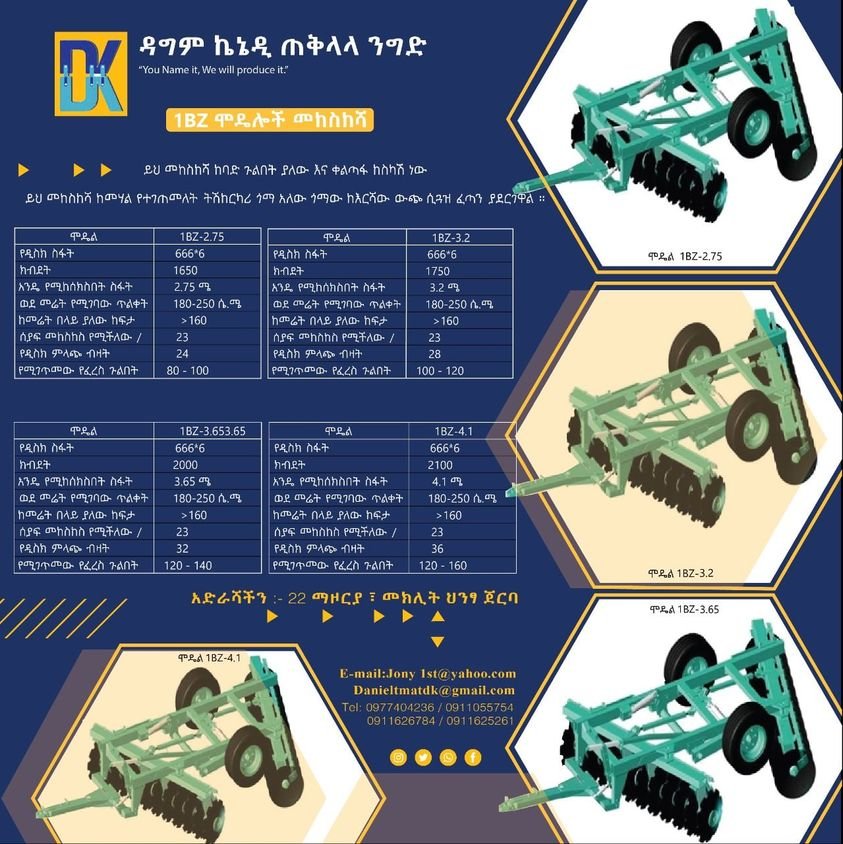 DK
ዳግም ኬኔዲ ጠቅላላ ንግድ
“You Name it, We will produce it.”
1BZ ሞዴሎች መከስከሻ
ይህ መከስከሻ ከባድ ጉልበት ያለው እና ቀልጣፋ ከስካሽ ነው
ይህ መከስከሻ ከመሃል የተገጠመለት ትሽከርካሪ ጎማ አለው ጎማው ከእርሻው ውጭ ሲጓዝ ፈጣን ያደርገዋል ።
ሞዴል 1BZ-2.75
የዲስክ ስፋት 666*6
ክብደት 1650
አንዴ የሚከሰክስበት ስፋት 2.75 ሜ
ወደ መሬት የሚገባው ጥልቀት 180-250 ሴ.ሜ
ከመሬት በላይ ያለው ከፍታ >160
ሰያፍ መከስከስ የሚችለው / 23
የዲስክ ምላጭ ብዛት 24
የሚገጥመው የፈረስ ጉልበት 80 - 100
ሞዴል 1BZ-3.2
የዲስክ ስፋት 666*6
ክብደት 1750
አንዴ የሚከሰክስበት ስፋት 3.2 ሜ
ወደ መሬት የሚገባው ጥልቀት 180-250 ሴ.ሜ
ከመሬት በላይ ያለው ከፍታ >160
ሰያፍ መከስከስ የሚችለው / 23
የዲስክ ምላጭ ብዛት 28
የሚገጥመው የፈረስ ጉልበት 100 - 120
ሞዴል 1BZ-2.75
ሞዴል 1BZ-3.653.65
የዲስክ ስፋት 666*6
ክብደት 2000
አንዴ የሚከሰክስበት ስፋት 3.65 ሜ
ወደ መሬት የሚገባው ጥልቀት 180-250 ሴ.ሜ
ከመሬት በላይ ያለው ከፍታ >160
ሰያፍ መከስከስ የሚችለው / 23
የዲስክ ምላጭ ብዛት 32
የሚገጥመው የፈረስ ጉልበት 120 - 140
ሞዴል 1BZ-4.1
የዲስክ ስፋት 666*6
ክብደት 2100
አንዴ የሚከሰክስበት ስፋት 4.1 ሜ
ወደ መሬት የሚገባው ጥልቀት 180-250 ሴ.ሜ
ከመሬት በላይ ያለው ከፍታ >160
ሰያፍ መከስከስ የሚችለው / 23
የዲስክ ምላጭ ብዛት 36
የሚገጥመው የፈረስ ጉልበት 120 - 160
ሞዴል 1BZ-3.2
አድራሻችን :- 22 ማዞርያ ፣ መክሊት ህንፃ ጀርባ
ሞዴል 1BZ-3.65
ሞዴል 1BZ-4.1
E-mail:Jony 1st@yahoo.com
Danieltmatdk@gmail.com
Tel: 0977404236 / 0911055754
0911626784 / 0911625261